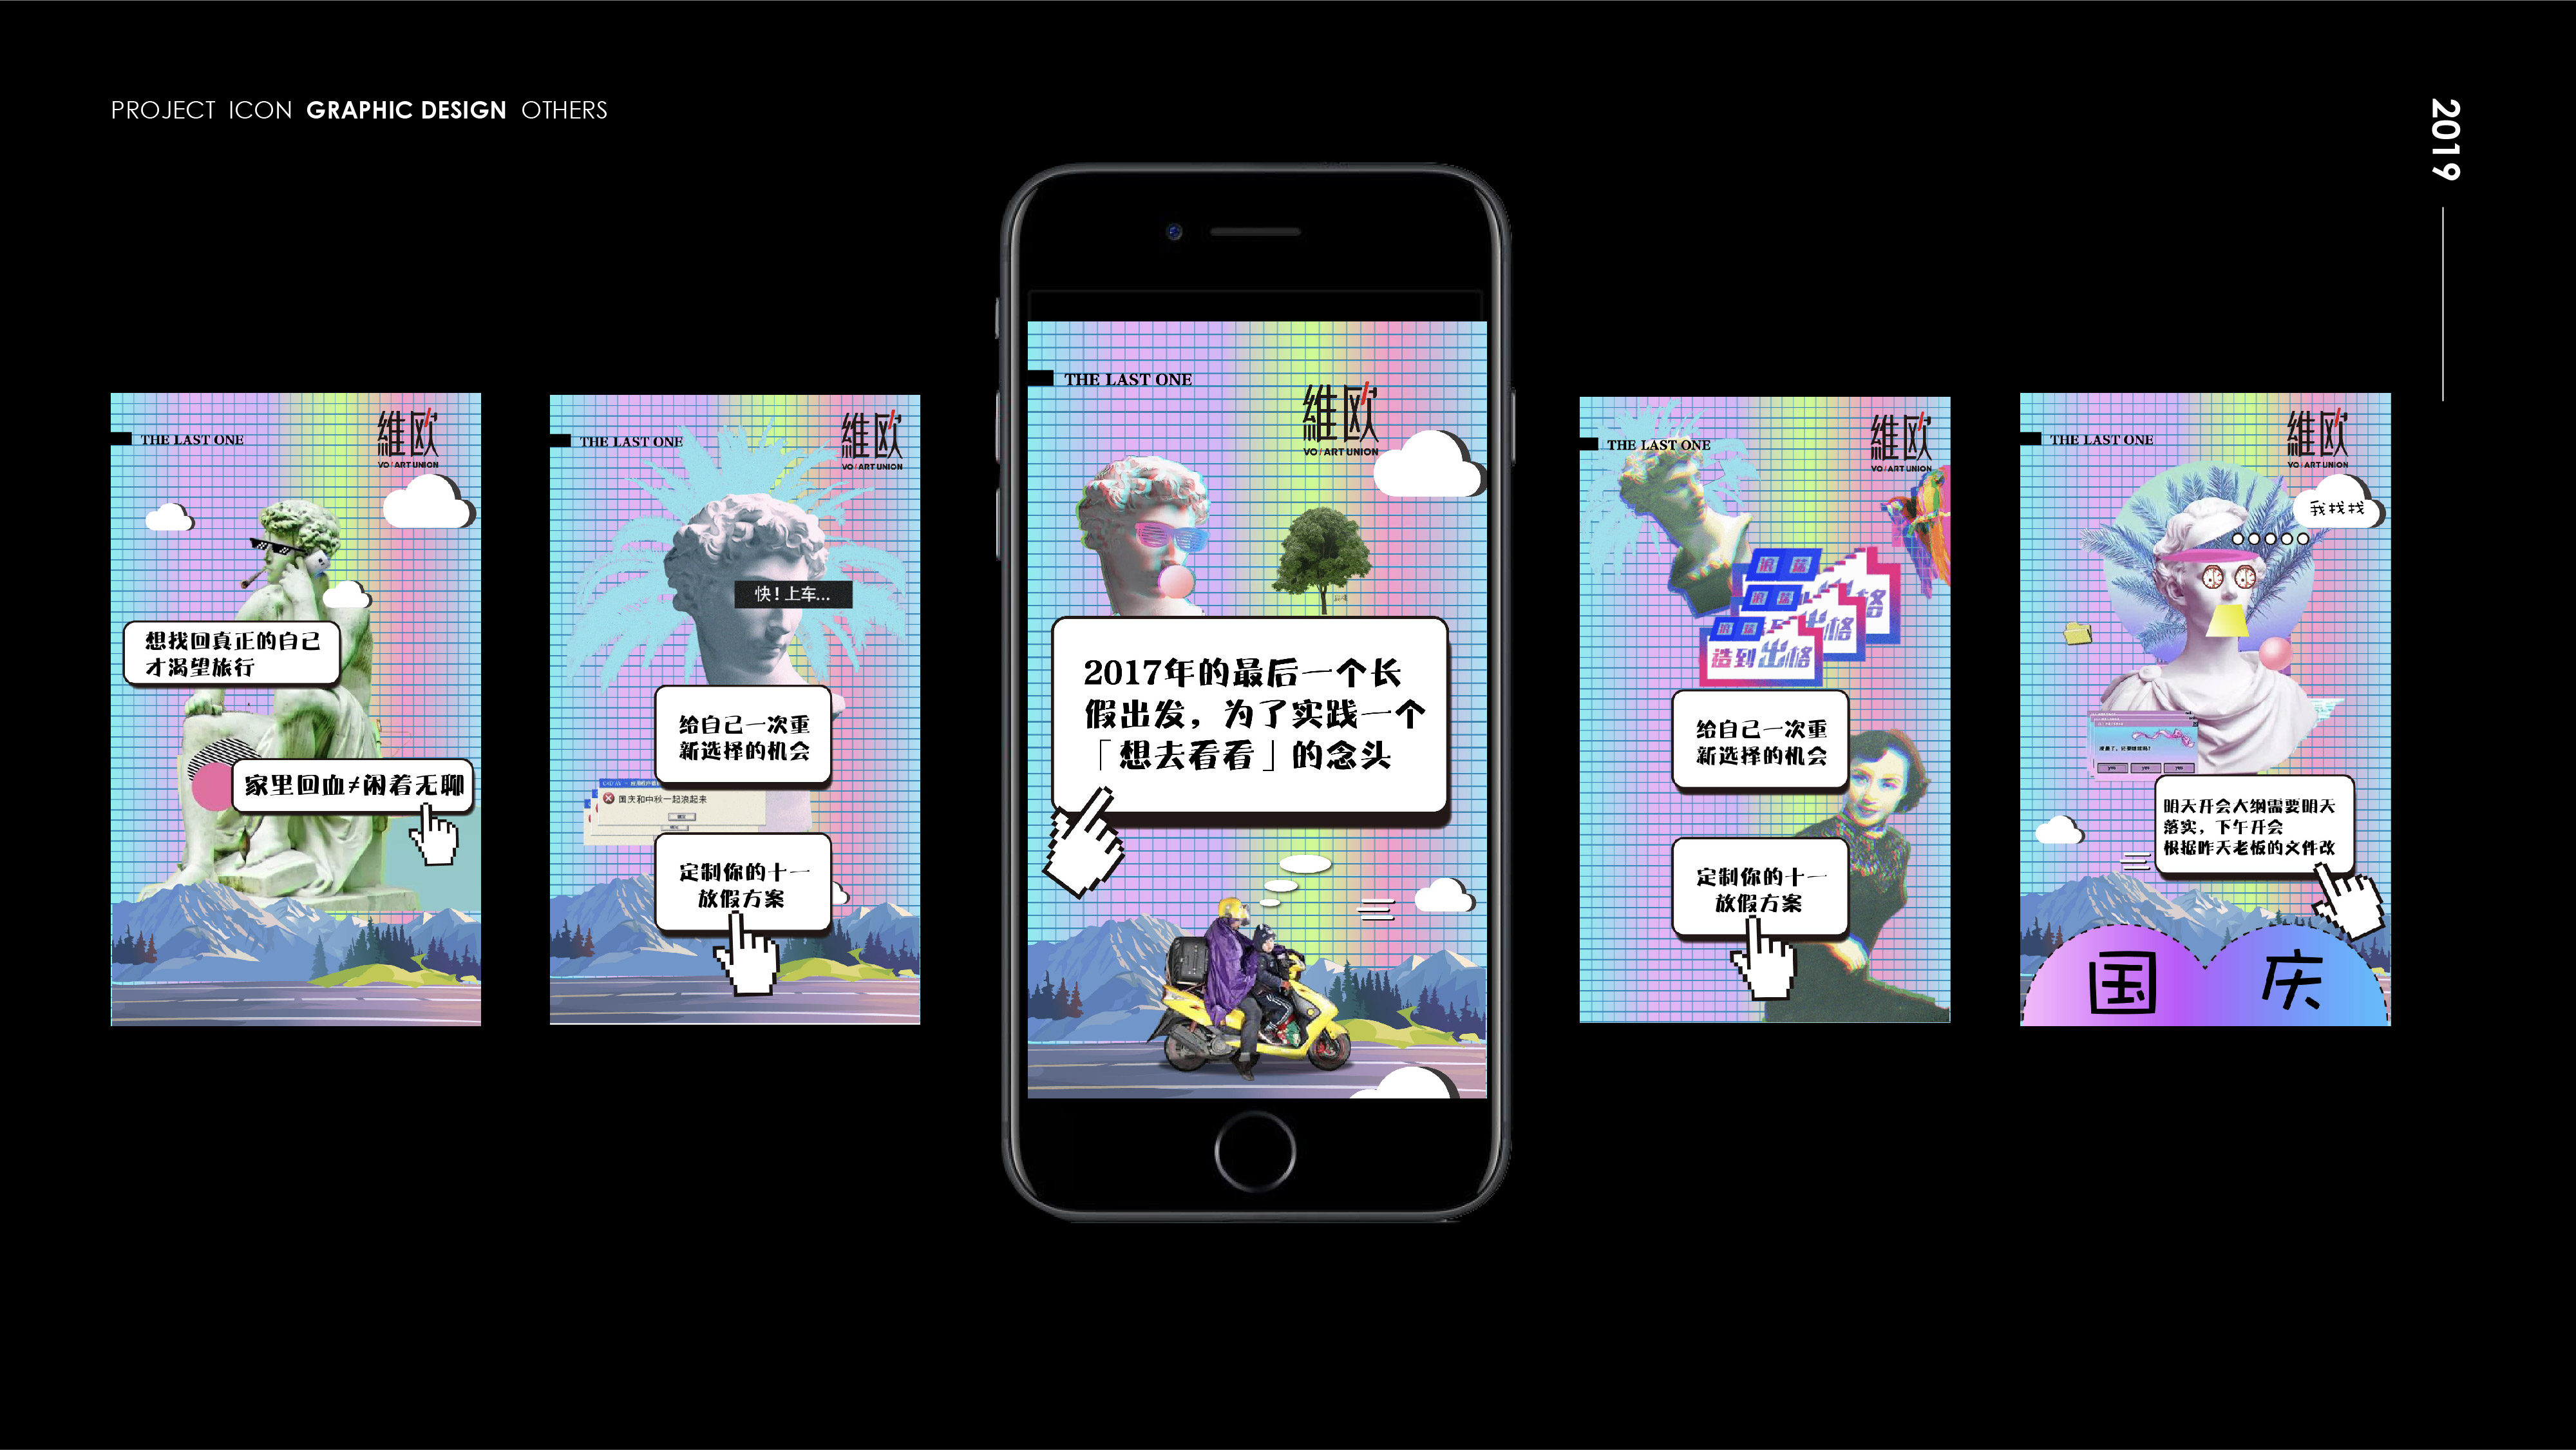 PROJECT ICON GRAPHIC DESIGN OTHERS
2019
THE LAST ONE
維欧
VO/ART UNION
想找回真正的自己
才渴望旅行
家里回血≠闲着无聊
THE LAST ONE
維欧
VO/ART UNION
快!上车...
给自己一次重
新选择的机会
国庆和中秋一起浪起来
定制你的十一
放假方案
THE LAST ONE
維欧
VO/ART UNION
2017年的最后一个长
假出发，为了实践一个
「想去看看」的念头
THE LAST ONE
維欧
VO/ART UNION
造到出格
给自己一次重
新选择的机会
定制你的十一
放假方案
THE LAST ONE
維欧
VO/ART UNION
我找找
yes yes yes
明天开会大纲需要明天
落实，下午开会
根据昨天老板的文件改
国庆